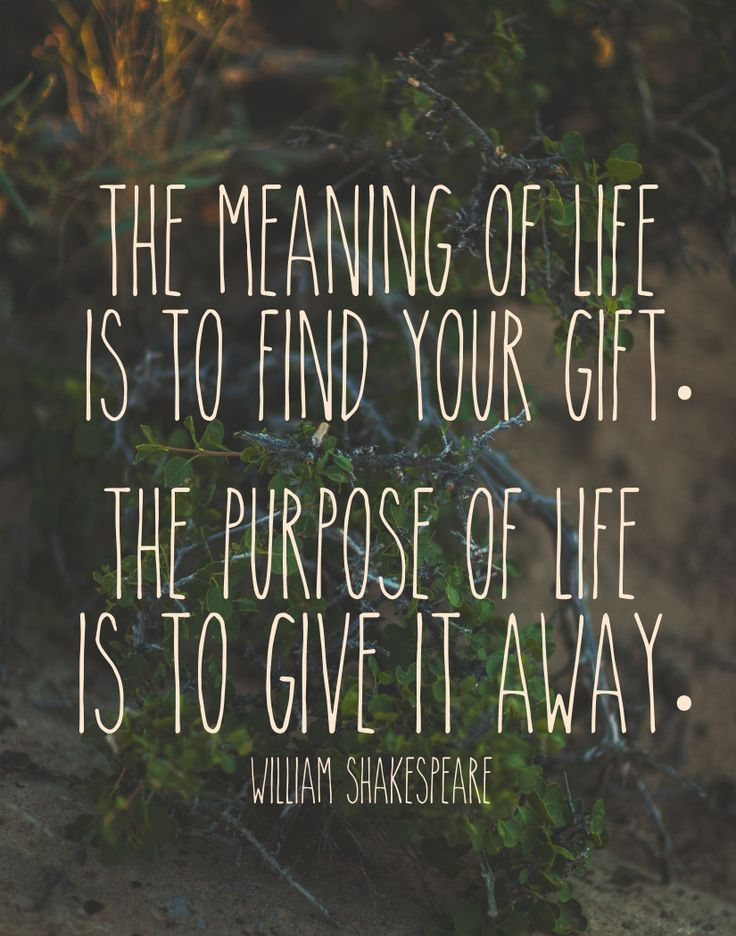 THE MEANING OF LIFE
IS TO FIND YOUR GIFT.
THE PURPOSE OF LIFE
IS TO GIVE IT AWAY.
WILLIAM SHAKESPEARE